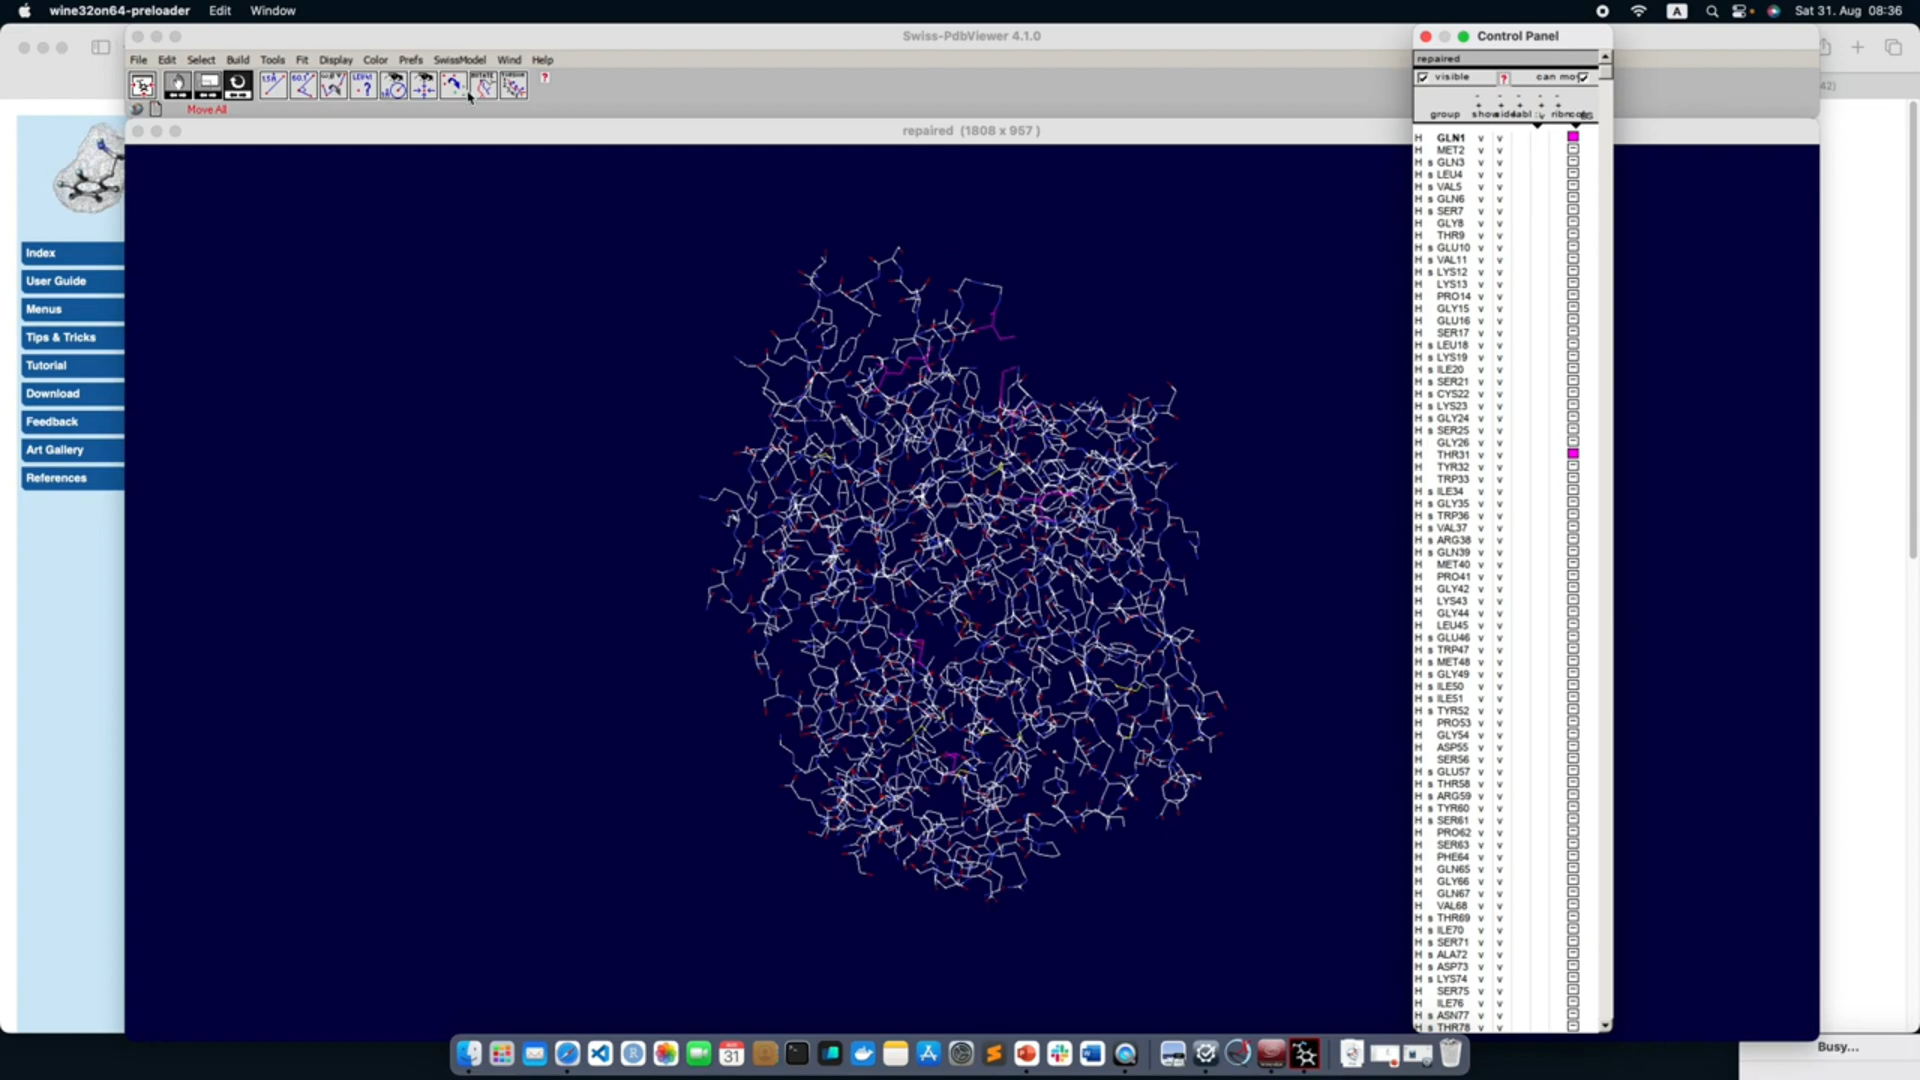 wine32on64-preloader Edit Window
A
Sat 31. Aug 08:36
Swiss-PdbViewer 4.1.0
File Edit Select Build Tools Fit Display Color Prefs SwissModel Wind Help
Move All
repaired (1808 x 957 )
Index
User Guide
Menus
Tips & Tricks
Tutorial
Download
Feedback
Art Gallery
References
Control Panel
repaired
visible ? can mo
group
H GLN1 v v
H MET2 v v
H s GLN3 v v
H s LEU4 v v
H s VAL5 v v
H s GLN6 v v
H s SER7 v v
H GLY8 v v
H THR9 v v
H s GLU10 v v
H s VAL11 v v
H s LYS12 v v
H s LYS13 v v
H PRO14 v v
H GLY15 v v
H GLU16 v v
H SER17 v v
H s LEU18 v v
H s LYS19 v v
H s ILE20 v v
H s SER21 v v
H s CYS22 v v
H s LYS23 v v
H s GLY24 v v
H s SER25 v v
H GLY26 v v
H THR31 v v
H TYR32 v v
H TRP33 v v
H s ILE34 v v
H s GLY35 v v
H s TRP36 v v
H s VAL37 v v
H s ARG38 v v
H s GLN39 v v
H MET40 v v
H PRO41 v v
H GLY42 v v
H LYS43 v v
H GLY44 v v
H LEU45 v v
H s GLU46 v v
H s TRP47 v v
H s MET48 v v
H s GLY49 v v
H s ILE50 v v
H s ILE51 v v
H s TYR52 v v
H PRO53 v v
H GLY54 v v
H ASP55 v v
H SER56 v v
H s GLU57 v v
H s THR58 v v
H s ARG59 v v
H s TYR60 v v
H s SER61 v v
H PRO62 v v
H SER63 v v
H PHE64 v v
H GLN65 v v
H GLY66 v v
H GLN67 v v
H VAL68 v v
H s THR69 v v
H s ILE70 v v
H s SER71 v v
H s ALA72 v v
H s ASP73 v v
H s LYS74 v v
H SER75 v v
H ILE76 v v
H s ASN77 v v
H s THR78 v v
42)
Busy...
AUG
31